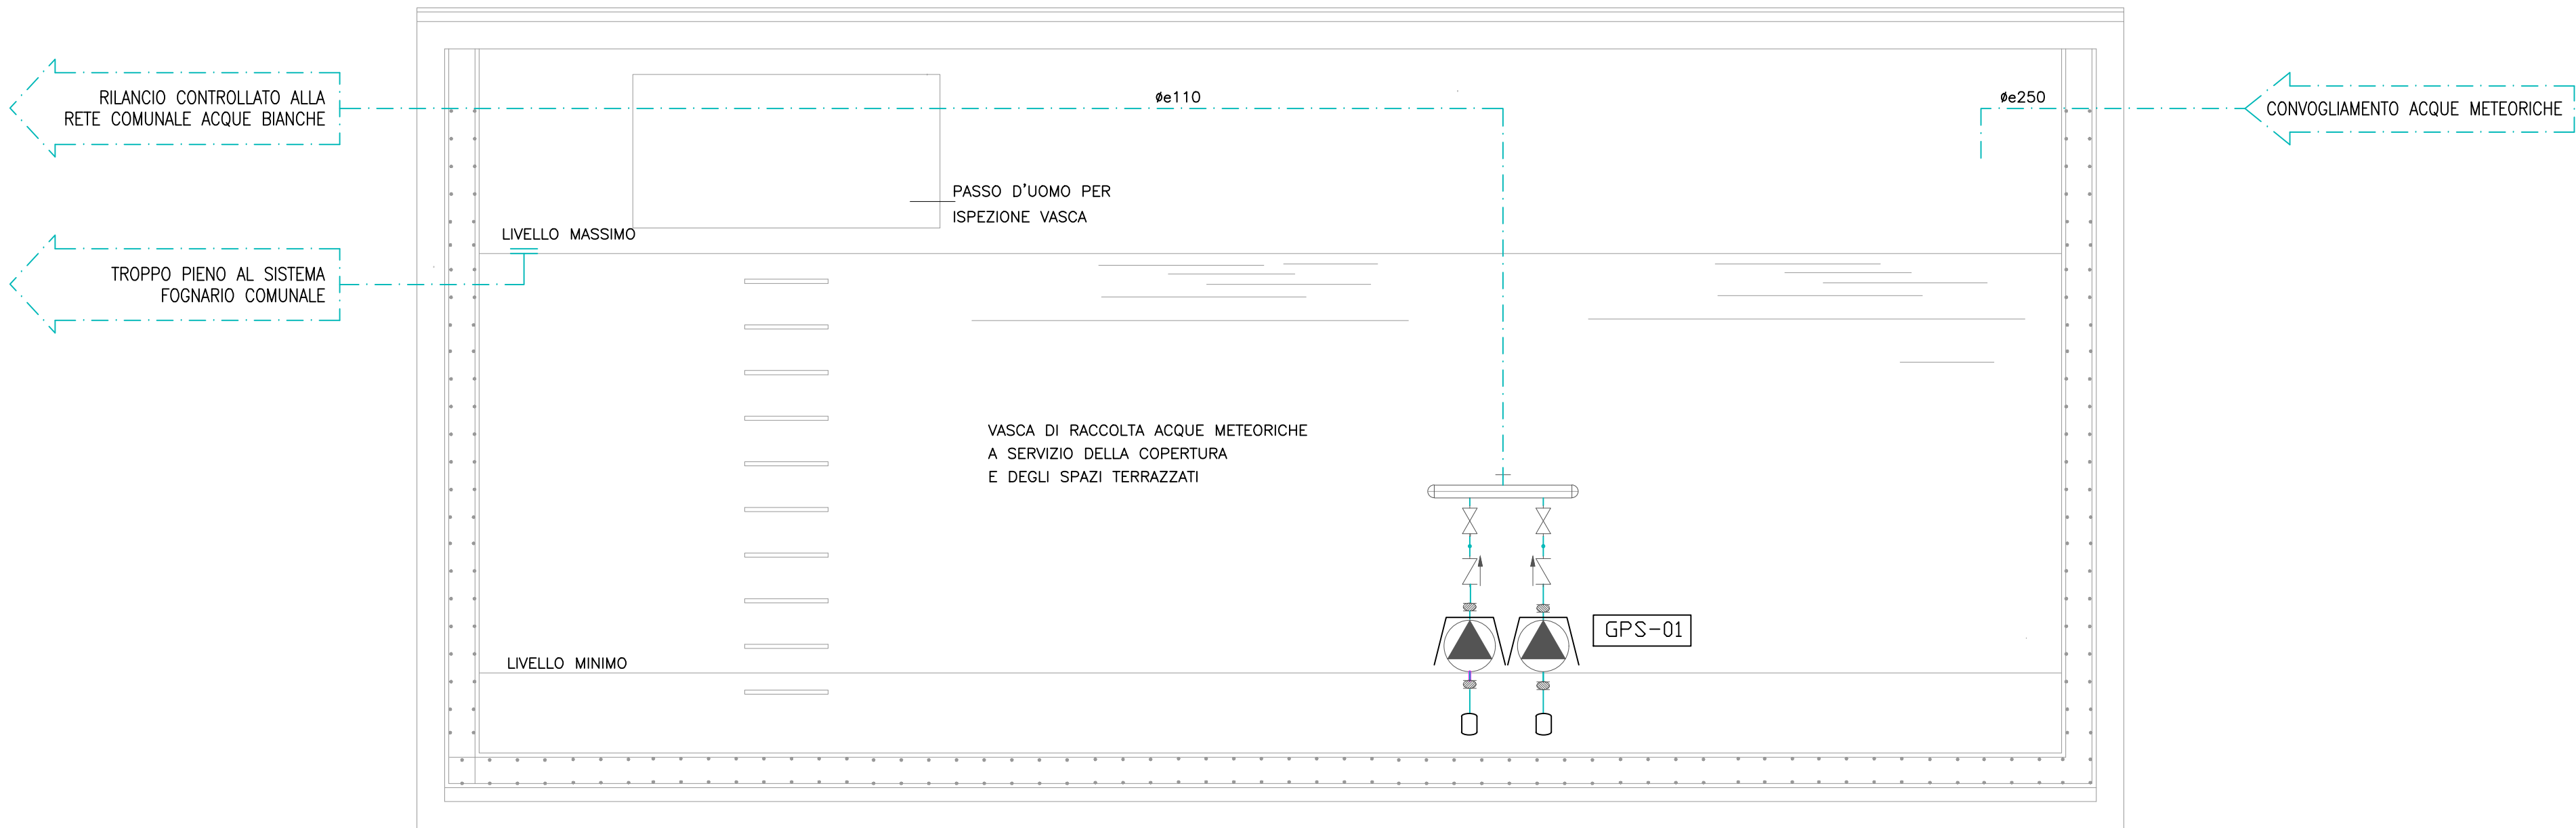 RILANCIO CONTROLLATO ALLA
RETE COMUNALE ACQUE BIANCHE
øe110
øe250
CONVOGLIAMENTO ACQUE METEORICHE
PASSO D'UOMO PER
ISPEZIONE VASCA
LIVELLO MASSIMO
TROPPO PIENO AL SISTEMA
FOGNARIO COMUNALE
VASCA DI RACCOLTA ACQUE METEORICHE
A SERVIZIO DELLA COPERTURA
E DEGLI SPAZI TERRAZZATI
GPS-01
LIVELLO MINIMO